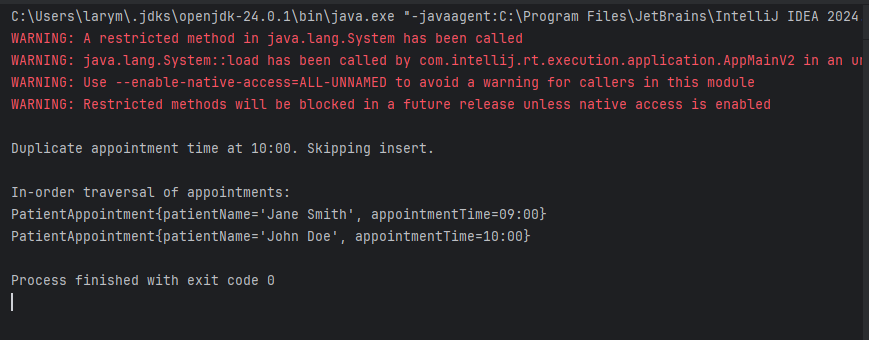 C:\Users\larym\.jdks\openjdk-24.0.1\bin\java.exe "-javaagent:C:\Program Files\JetBrains\IntelliJ IDEA 2024
WARNING: A restricted method in java.lang.System has been called
WARNING: java.lang.System::load has been called by com.intellij.rt.execution.application.AppMainV2 in an un
WARNING: Use --enable-native-access=ALL-UNNAMED to avoid a warning for callers in this module
WARNING: Restricted methods will be blocked in a future release unless native access is enabled
Duplicate appointment time at 10:00. Skipping insert.
In-order traversal of appointments:
PatientAppointment{patientName='Jane Smith', appointmentTime=09:00}
PatientAppointment{patientName='John Doe', appointmentTime=10:00}
Process finished with exit code 0